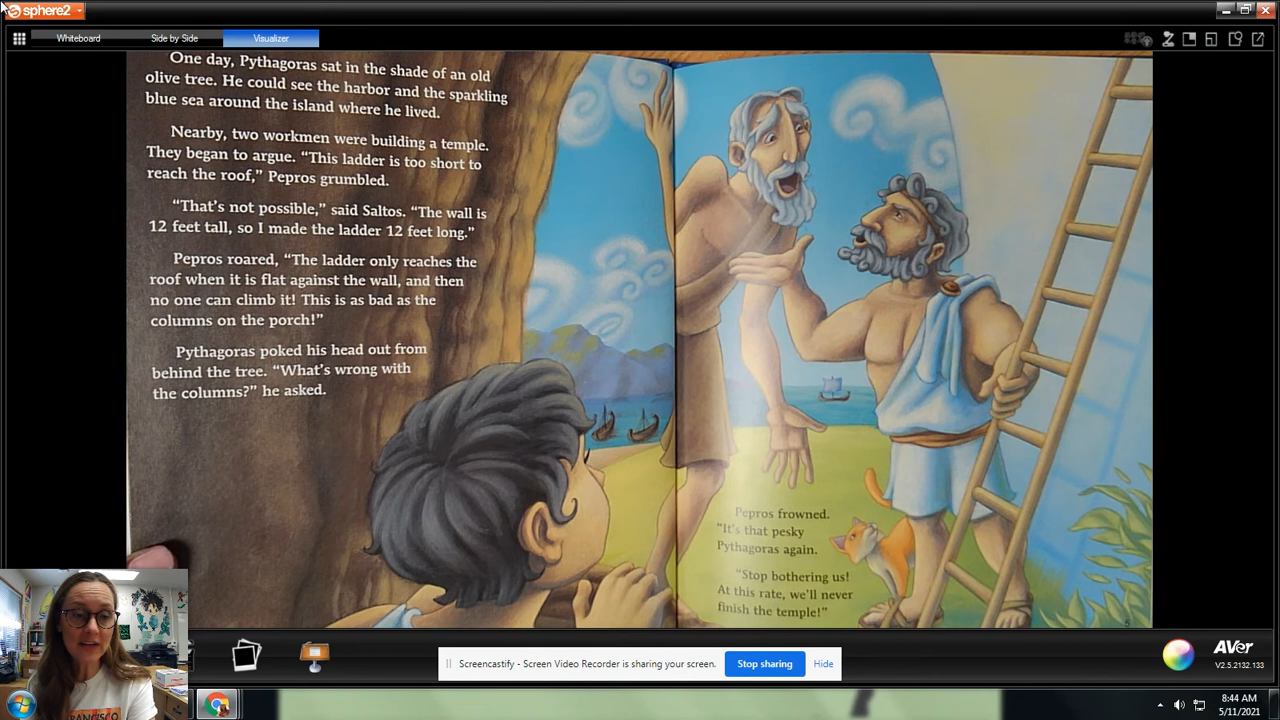 sphere2
Whiteboard
Side by Side
Visualizer
One day, Pythagoras sat in the shade of an old
olive tree. He could see the harbor and the sparkling
blue sea around the island where he lived.
Nearby, two workmen were building a temple.
They began to argue. “This ladder is too short to
reach the roof,” Pepros grumbled.
“That’s not possible,” said Saltos. “The wall is
12 feet tall, so I made the ladder 12 feet long.”
Pepros roared, “The ladder only reaches the
roof when it is flat against the wall, and then
no one can climb it! This is as bad as the
columns on the porch!”
Pythagoras poked his head out from
behind the tree. “What’s wrong with
the columns?” he asked.
Pepros frowned.
“It’s that pesky
Pythagoras again.
“Stop bothering us!
At this rate, we’ll never
finish the temple!”
Screencastify - Screen Video Recorder is sharing your screen.
Stop sharing
Hide
AVer
V2.5.2132.133
8:44 AM
5/11/2021